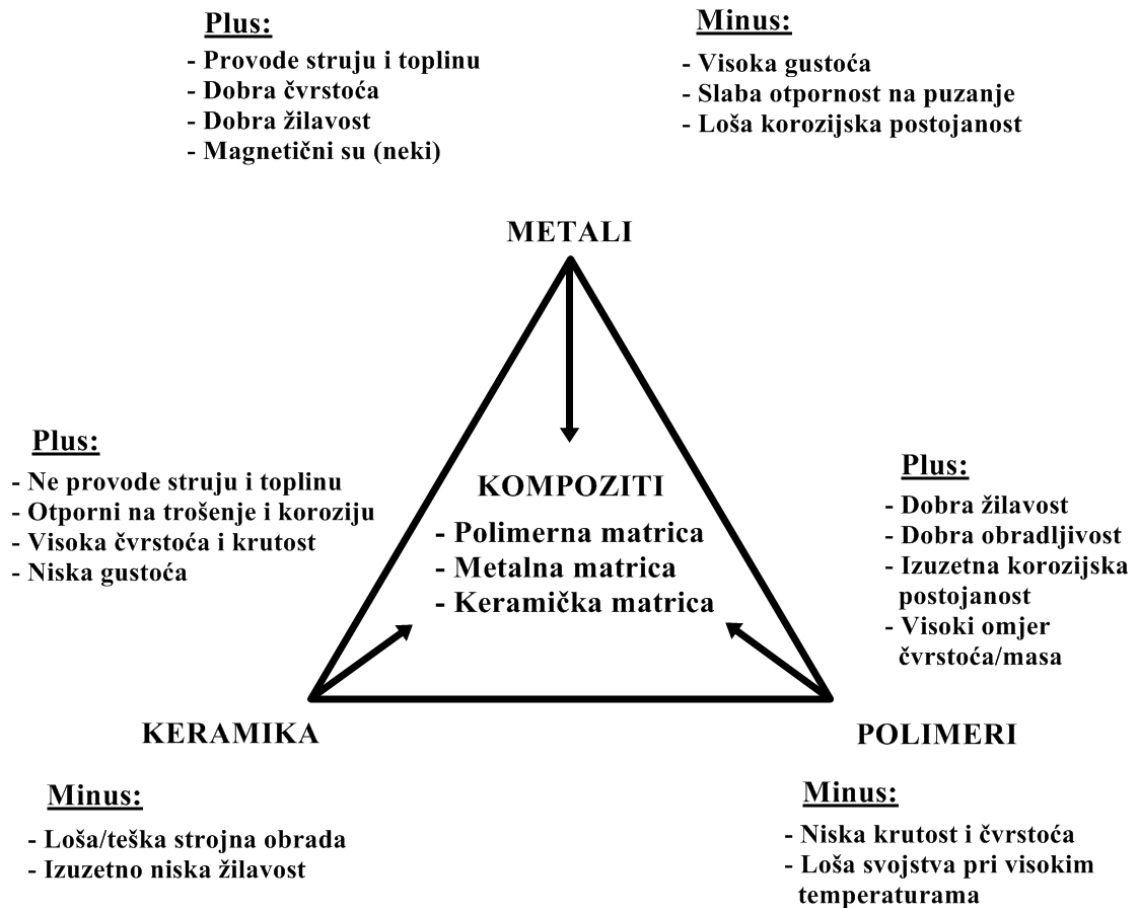 Plus:
- Provode struju i toplinu
- Dobra čvrstoća
- Dobra žilavost
- Magnetični su (neki)
Minus:
- Visoka gustoća
- Slaba otpornost na puzanje
- Loša korozijska postojanost
METALI
Plus:
- Ne provode struju i toplinu
- Otporni na trošenje i koroziju
- Visoka čvrstoća i krutost
- Niska gustoća
KOMPOZITI
- Polimerna matrica
- Metalna matrica
- Keramička matrica
Plus:
- Dobra žilavost
- Dobra obradljivost
- Izuzetna korozijska
postojanost
- Visoki omjer
čvrstoća/masa
KERAMIKA
POLIMERI
Minus:
- Loša/teška strojna obrada
- Izuzetno niska žilavost
Minus:
- Niska krutost i čvrstoća
- Loša svojstva pri visokim
temperaturama